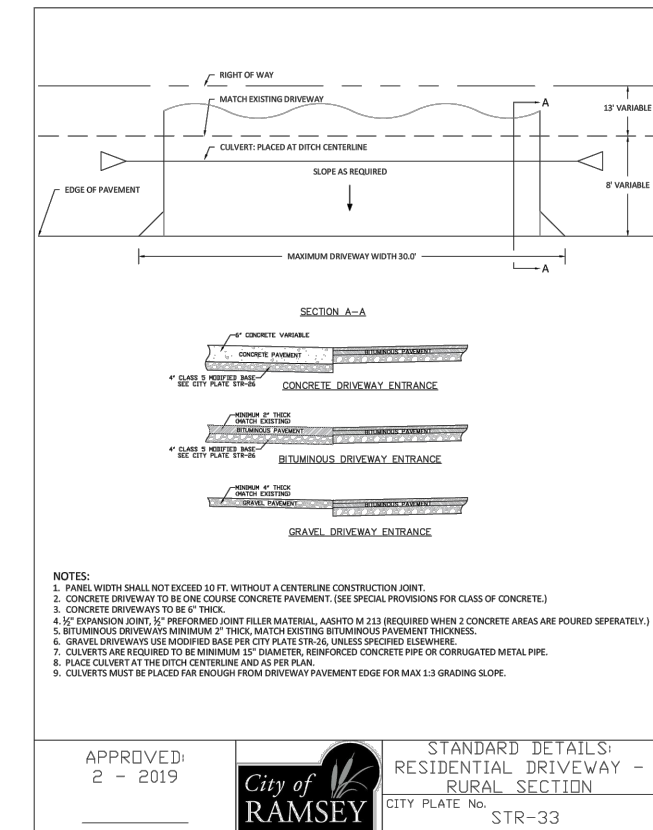 RIGHT OF WAY
MATCH EXISTING DRIVEWAY
A
13' VARIABLE
CULVERT: PLACED AT DITCH CENTERLINE
SLOPE AS REQUIRED
EDGE OF PAVEMENT
8' VARIABLE
MAXIMUM DRIVEWAY WIDTH 30.0'
A
SECTION A-A
6" CONCRETE VARIABLE
CONCRETE PAVEMENT
BITUMINOUS PAVEMENT
4" CLASS 5 MODIFIED BASE
SEE CITY PLATE STR-26
CONCRETE DRIVEWAY ENTRANCE
MINIMUM 2" THICK
(MATCH EXISTING)
BITUMINOUS PAVEMENT
BITUMINOUS PAVEMENT
4" CLASS 5 MODIFIED BASE
SEE CITY PLATE STR-26
BITUMINOUS DRIVEWAY ENTRANCE
MINIMUM 4" THICK
(MATCH EXISTING)
GRAVEL PAVEMENT
BITUMINOUS PAVEMENT
GRAVEL DRIVEWAY ENTRANCE
NOTES:
1. PANEL WIDTH SHALL NOT EXCEED 10 FT. WITHOUT A CENTERLINE CONSTRUCTION JOINT.
2. CONCRETE DRIVEWAY TO BE ONE COURSE CONCRETE PAVEMENT. (SEE SPECIAL PROVISIONS FOR CLASS OF CONCRETE.)
3. CONCRETE DRIVEWAYS TO BE 6" THICK.
4. ½" EXPANSION JOINT, ½" PREFORMED JOINT FILLER MATERIAL, AASHTO M 213 (REQUIRED WHEN 2 CONCRETE AREAS ARE POURED SEPERATELY.)
5. BITUMINOUS DRIVEWAYS MINIMUM 2" THICK, MATCH EXISTING BITUMINOUS PAVEMENT THICKNESS.
6. GRAVEL DRIVEWAYS USE MODIFIED BASE PER CITY PLATE STR-26, UNLESS SPECIFIED ELSEWHERE.
7. CULVERTS ARE REQUIRED TO BE MINIMUM 15" DIAMETER, REINFORCED CONCRETE PIPE OR CORRUGATED METAL PIPE.
8. PLACE CULVERT AT THE DITCH CENTERLINE AND AS PER PLAN.
9. CULVERTS MUST BE PLACED FAR ENOUGH FROM DRIVEWAY PAVEMENT EDGE FOR MAX 1:3 GRADING SLOPE.
APPROVED:
2 - 2019
City of
RAMSEY
STANDARD DETAILS:
RESIDENTIAL DRIVEWAY -
RURAL SECTION
CITY PLATE No.
STR-33